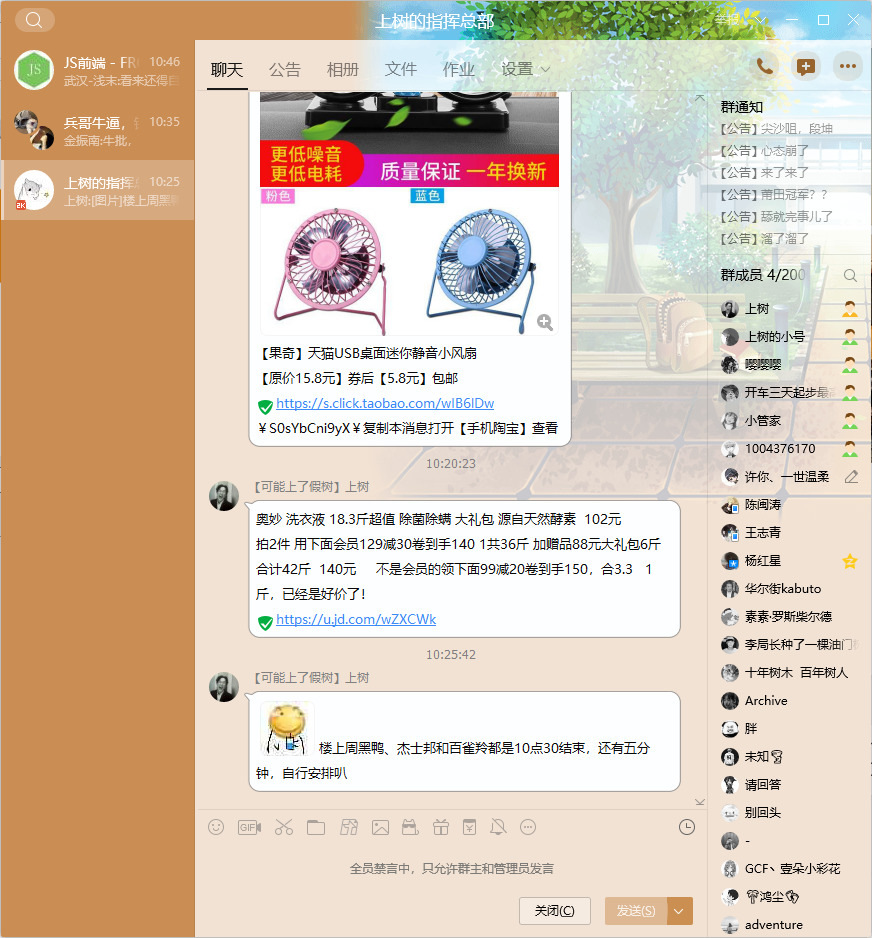 上树的指挥总部
举报
JS
JS前端 - FR
10:46
武汉-浅末:看来还得自
兵哥牛逼,
10:35
金振南:牛批,
2K
上树的指挥
10:25
上树:[图片]楼上周黑鸭
聊天 公告 相册 文件 作业 设置
更低噪音
更低电耗
质量保证 一年换新
粉色
蓝色
【果奇】天猫USB桌面迷你静音小风扇
【原价15.8元】券后【5.8元】包邮
https://s.click.taobao.com/wlB6lDw
￥S0sYbCni9yX￥复制本消息打开【手机淘宝】查看
10:20:23
【可能上了假树】上树
奥妙 洗衣液 18.3斤超值 除菌除螨 大礼包 源自天然酵素 102元
拍2件 用下面会员129减30卷到手140 1共36斤 加赠品88元大礼包6斤
合计42斤 140元 不是会员的领下面99减20卷到手150，合3.3 1
斤，已经是好价了!
https://u.jd.com/wZXCWk
10:25:42
【可能上了假树】上树
楼上周黑鸭、杰士邦和百雀羚都是10点30结束，还有五分
钟，自行安排叭
GIF
全员禁言中，只允许群主和管理员发言
关闭(C)
发送(S)
群通知
【公告】尖沙咀，段坤
【公告】心态崩了
【公告】来了来了
【公告】莆田冠军？？
【公告】舔就完事儿了
【公告】溜了溜了
群成员 4/200
上树
上树的小号
嘤嘤嘤
开车三天起步最高
小管家
1004376170
许你、一世温柔
陈闽涛
王志青
杨红星
华尔街kabuto
素素·罗斯柴尔德
李局长种了一棵油门
十年树木 百年树人
Archive
胖
未知
请回答
别回头
-
GCF丶壹朵小彩花
鸿尘
adventure